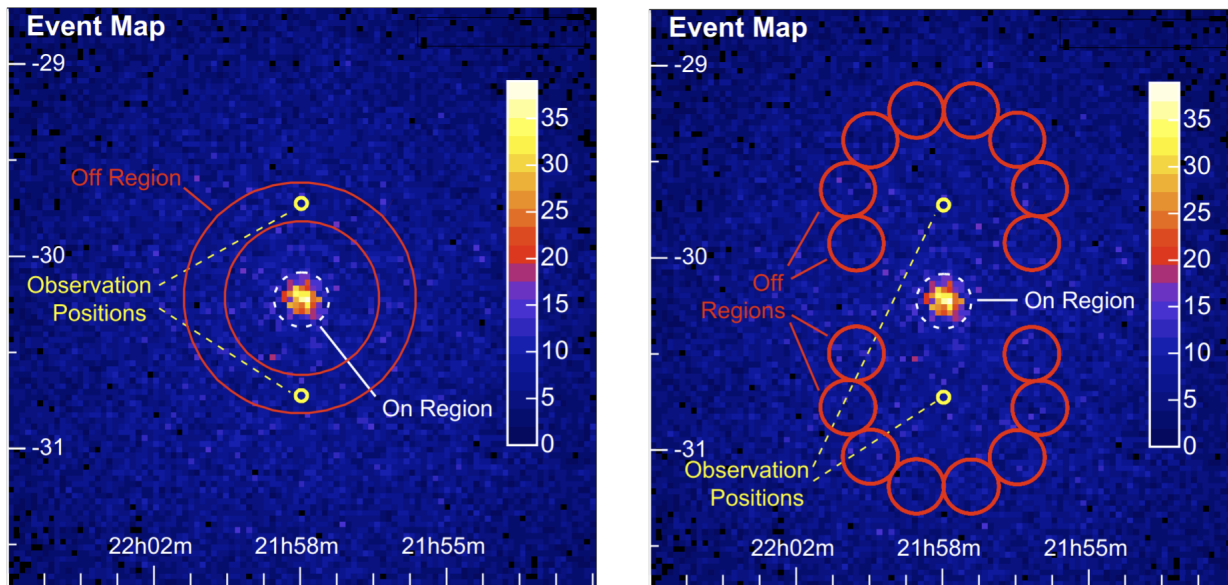 Event Map
-29
-30
-31
Off Region
Observation
Positions
On Region
35
30
25
20
15
10
5
0
22h02m
21h58m
21h55m
Event Map
-29
-30
-31
Off
Regions
On Region
Observation
Positions
35
30
25
20
15
10
5
0
22h02m
21h58m
21h55m